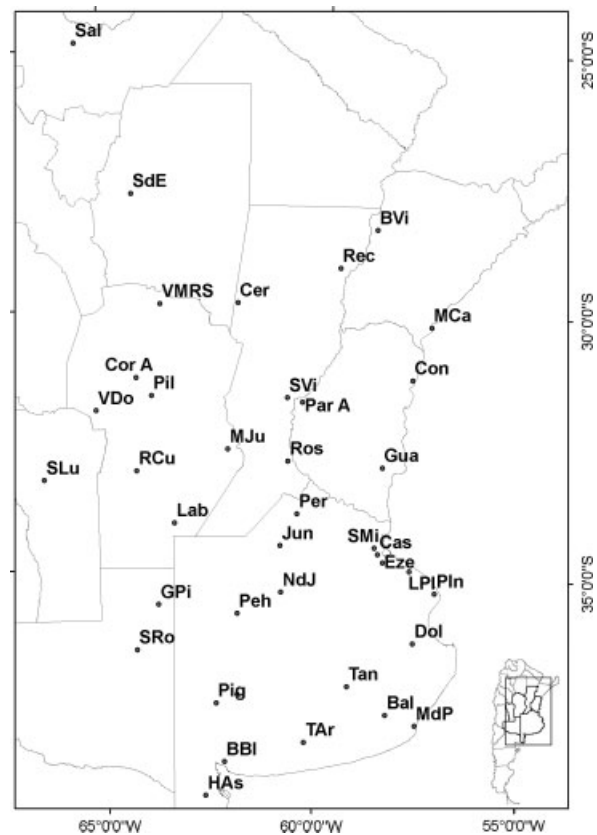 Sal
25°0'0"S
SdE
BVi
Rec
VMRS
Cer
MCa
30°0'0"S
Cor A
Pil
Con
SVi
Par A
VDo
MJu
Ros
Gua
RCu
SLu
Lab
Per
Jun
SMi
Cas
Eze
35°0'0"S
NdJ
LPl
PIn
GPi
Peh
SRo
Dol
Tan
Pig
Bal
MdP
TAr
BBl
HAs
65°0'0"W
60°0'0"W
55°0'0"W